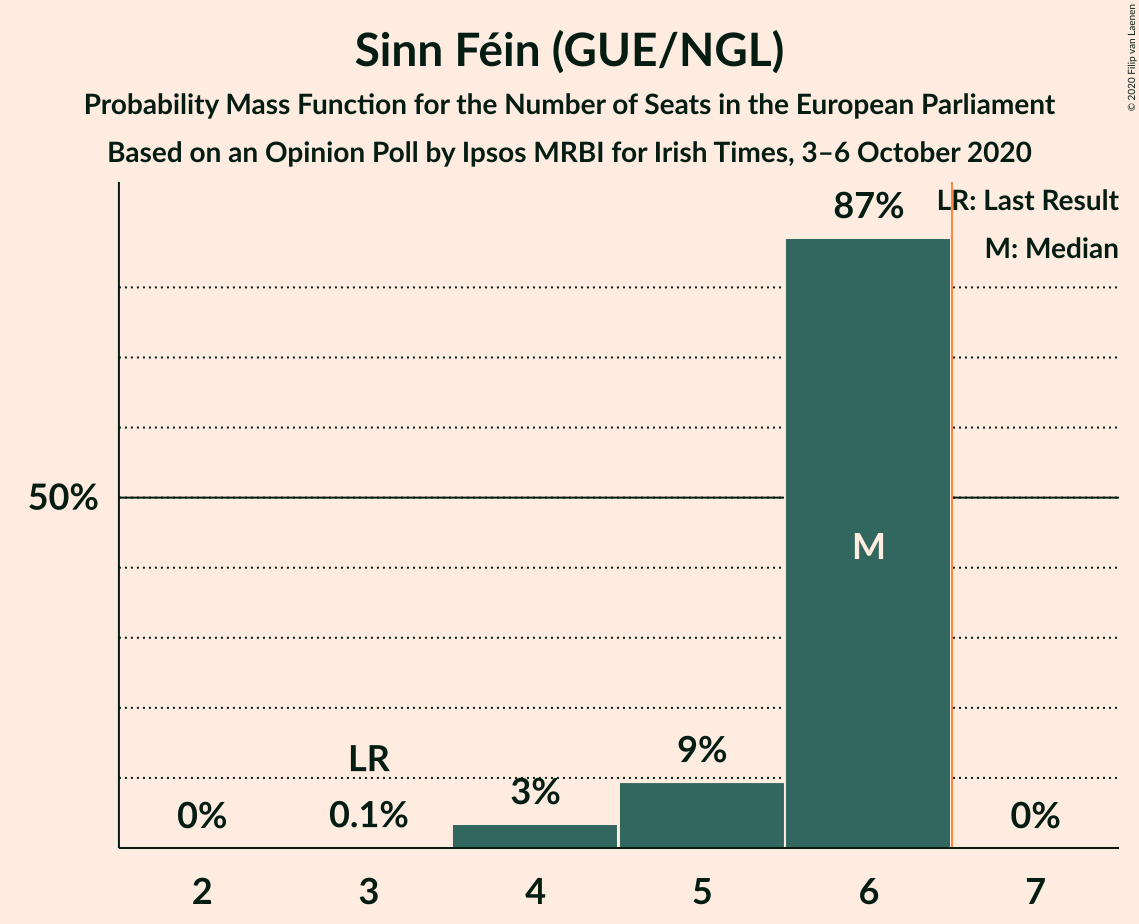 Sinn Féin (GUE/NGL)
Probability Mass Function for the Number of Seats in the European Parliament
Based on an Opinion Poll by Ipsos MRBI for Irish Times, 3–6 October 2020
© 2020 Filip van Laenen
LR: Last Result
M: Median
87%
50%
M
LR
9%
3%
0%
0.1%
0%
2 3 4 5 6 7